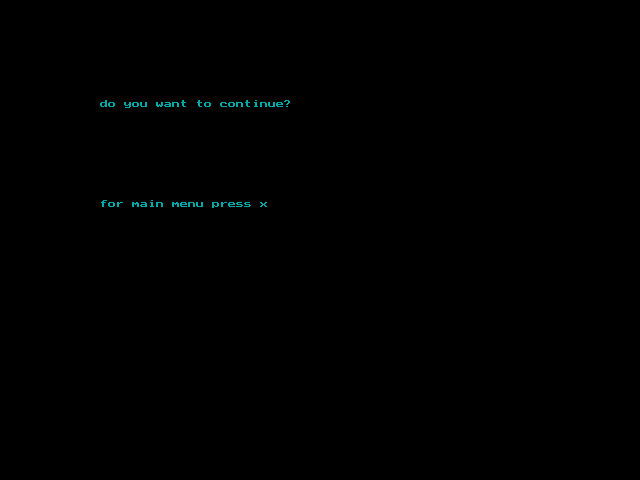 do you want to continue?
for main menu press x